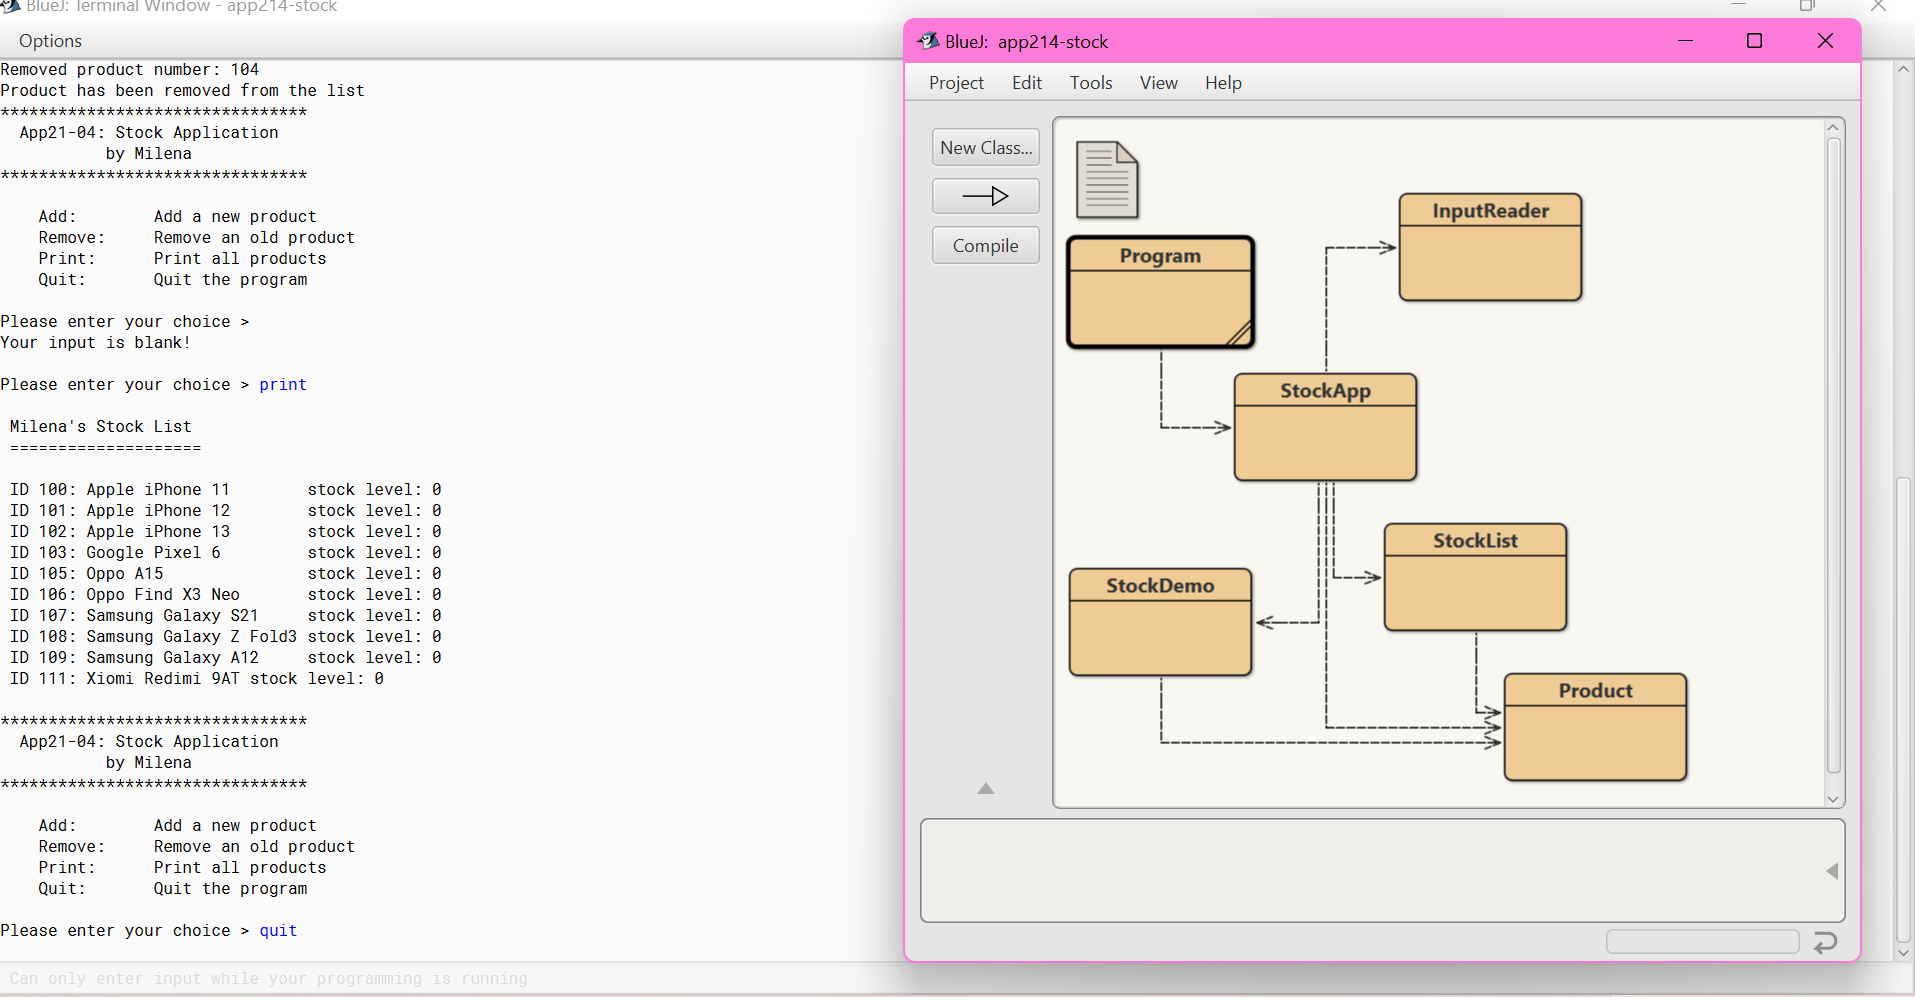 BlueJ: Terminal Window - app214-stock
Options
Removed product number: 104
Product has been removed from the list
********************************
App21-04: Stock Application
by Milena
********************************
Add: Add a new product
Remove: Remove an old product
Print: Print all products
Quit: Quit the program
Please enter your choice >
Your input is blank!
Please enter your choice > print
Milena's Stock List
====================
ID 100: Apple iPhone 11 stock level: 0
ID 101: Apple iPhone 12 stock level: 0
ID 102: Apple iPhone 13 stock level: 0
ID 103: Google Pixel 6 stock level: 0
ID 105: Oppo A15 stock level: 0
ID 106: Oppo Find X3 Neo stock level: 0
ID 107: Samsung Galaxy S21 stock level: 0
ID 108: Samsung Galaxy Z Fold3 stock level: 0
ID 109: Samsung Galaxy A12 stock level: 0
ID 111: Xiomi Redimi 9AT stock level: 0
********************************
App21-04: Stock Application
by Milena
********************************
Add: Add a new product
Remove: Remove an old product
Print: Print all products
Quit: Quit the program
Please enter your choice > quit
Can only enter input while your programming is running
BlueJ: app214-stock
Project Edit Tools View Help
New Class...
Compile
InputReader
Program
StockApp
StockList
StockDemo
Product